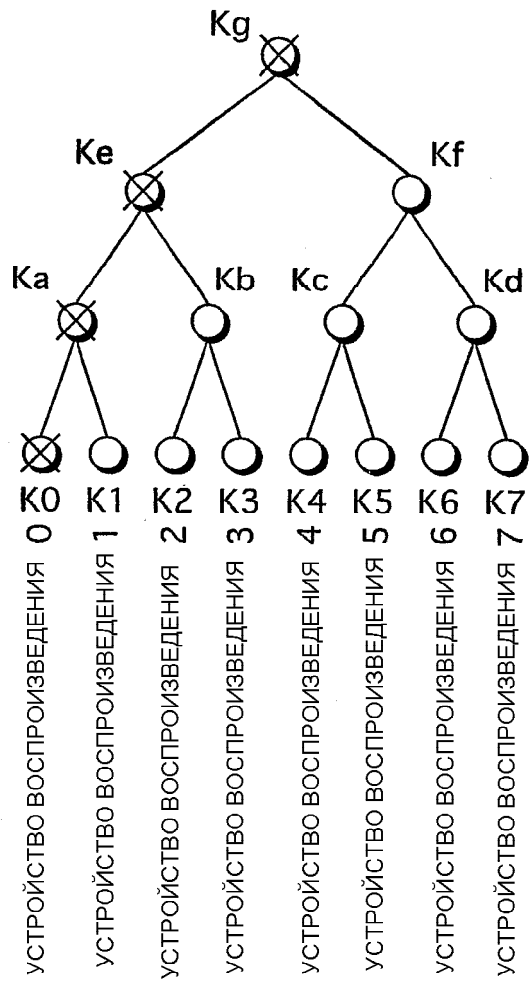 Kg
Ke
Kf
Ka
Kb
Kc
Kd
K0
K1
K2
K3
K4
K5
K6
K7
УСТРОЙСТВО ВОСПРОИЗВЕДЕНИЯ 0
УСТРОЙСТВО ВОСПРОИЗВЕДЕНИЯ 1
УСТРОЙСТВО ВОСПРОИЗВЕДЕНИЯ 2
УСТРОЙСТВО ВОСПРОИЗВЕДЕНИЯ 3
УСТРОЙСТВО ВОСПРОИЗВЕДЕНИЯ 4
УСТРОЙСТВО ВОСПРОИЗВЕДЕНИЯ 5
УСТРОЙСТВО ВОСПРОИЗВЕДЕНИЯ 6
УСТРОЙСТВО ВОСПРОИЗВЕДЕНИЯ 7